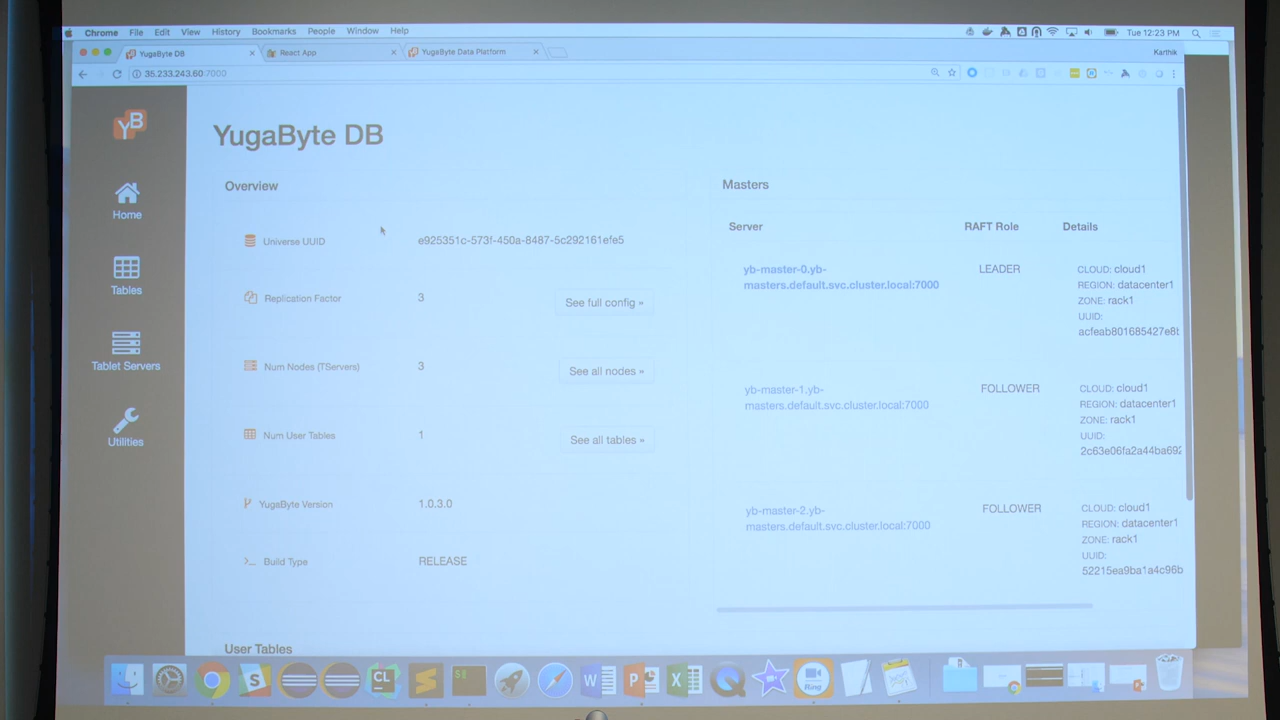 Chrome File Edit View History Bookmarks People Window Help Tue 12:23 PM
YugaByte DB React App YugaByte Data Platform Karthik
35.233.243.60:7000
YB
Home
Tables
Tablet Servers
Utilities
YugaByte DB
Overview
Universe UUID e925351c-573f-450a-8487-5c292161efe5
Replication Factor 3 See full config »
Num Nodes (TServers) 3 See all nodes »
Num User Tables 1 See all tables »
YugaByte Version 1.0.3.0
Build Type RELEASE
User Tables
Masters
Server RAFT Role Details
yb-master-0.yb-
masters.default.svc.cluster.local:7000
LEADER
CLOUD: cloud1
REGION: datacenter1
ZONE: rack1
UUID:
acfeab801685427e8b
yb-master-1.yb-
masters.default.svc.cluster.local:7000
FOLLOWER
CLOUD: cloud1
REGION: datacenter1
ZONE: rack1
UUID:
2c63e06fa2a44ba692
yb-master-2.yb-
masters.default.svc.cluster.local:7000
FOLLOWER
CLOUD: cloud1
REGION: datacenter1
ZONE: rack1
UUID:
52215ea9ba1a4c96b
CL
W
P
X
Ring